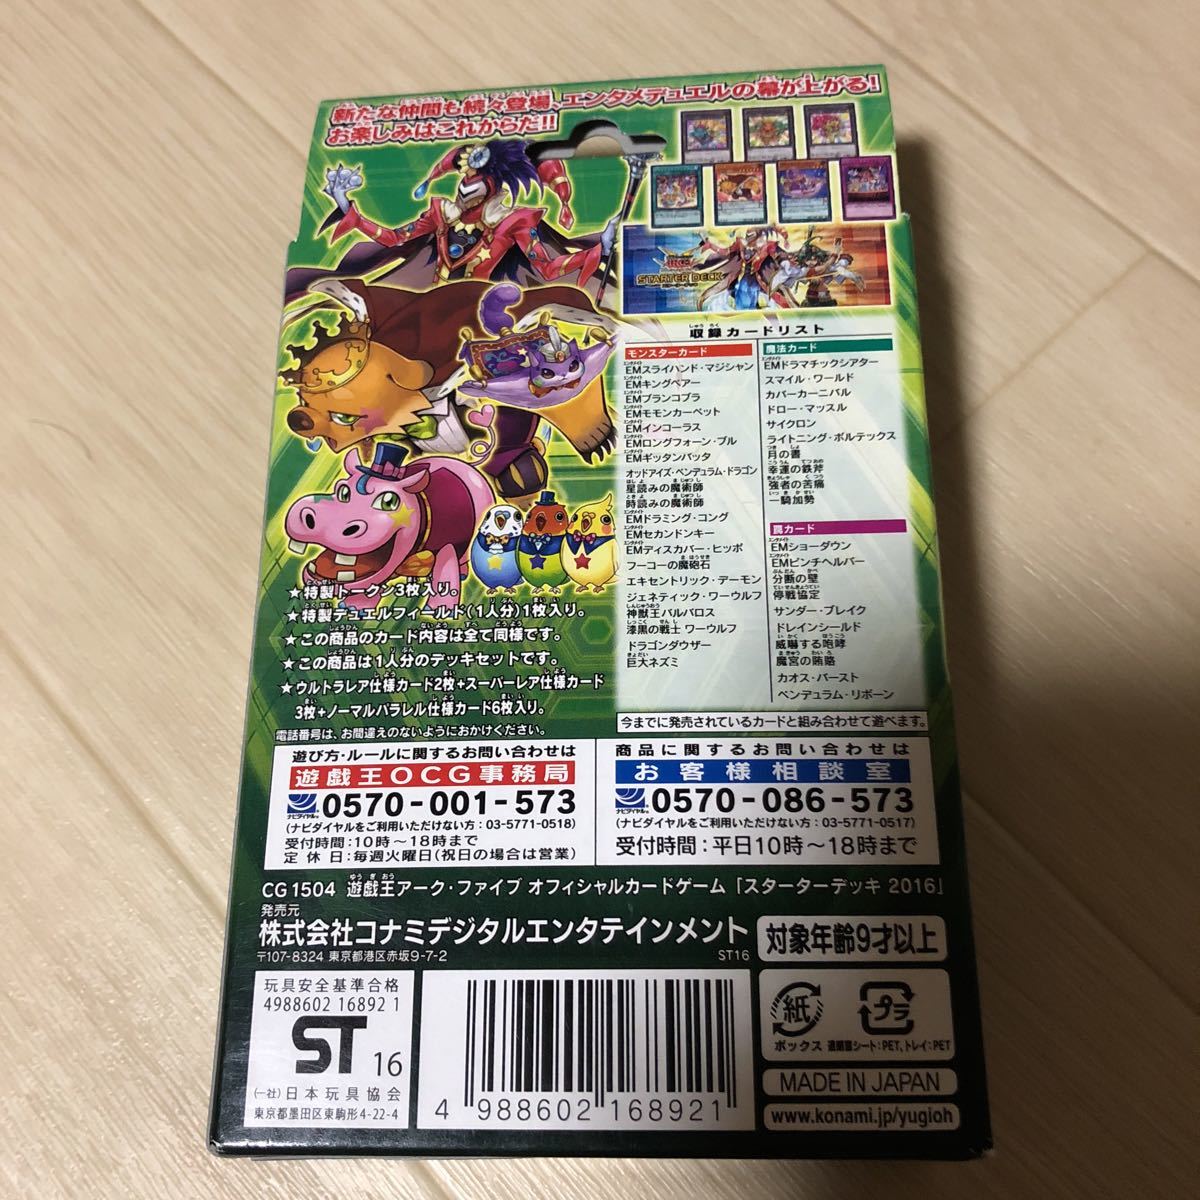 新たな仲間も続々登場、エンタメデュエルの幕が上がる!
お楽しみはこれからだ!!
ARC-V
STARTER DECK
収録カードリスト
モンスターカード
EMスライハンド・マジシャン
EMキングベアー
EMブランコブラ
EMモモンカーペット
EMインコーラス
EMロングフォーン・ブル
EMギッタンバッタ
オッドアイズ・ペンデュラム・ドラゴン
星読みの魔術師
時読みの魔術師
EMドラミング・コング
EMセカンドンキー
EMディスカバー・ヒッポ
フーコーの魔砲石
エキセントリック・デーモン
ジェネティック・ワーウルフ
神獣王バルバロス
漆黒の戦士 ワーウルフ
ドラゴンダウザー
巨大ネズミ
魔法カード
EMドラマチックシアター
スマイル・ワールド
カバーカーニバル
ドロー・マッスル
サイクロン
ライトニング・ボルテックス
月の書
幸運の鉄斧
強者の苦痛
一騎加勢
罠カード
EMショーダウン
EMピンチヘルパー
分断の壁
停戦協定
サンダー・ブレイク
ドレインシールド
威嚇する咆哮
魔宮の賄賂
カオス・バースト
ペンデュラム・リボーン
★特製トークン3枚入り。
★特製デュエルフィールド(1人分)1枚入り。
★この商品のカード内容は全て同様です。
★この商品は1人分のデッキセットです。
★ウルトラレア仕様カード2枚+スーパーレア仕様カード
3枚+ノーマルパラレル仕様カード6枚入り。
今までに発売されているカードと組み合わせて遊べます。
電話番号は、お間違えのないようにおかけください。
遊び方・ルールに関するお問い合わせは
遊戯王OCG事務局
ナビダイヤル 0570-001-573
(ナビダイヤルをご利用いただけない方:03-5771-0518)
受付時間:10時〜18時まで
定休日:毎週火曜日(祝日の場合は営業)
商品に関するお問い合わせは
お客様相談室
ナビダイヤル 0570-086-573
(ナビダイヤルをご利用いただけない方:03-5771-0517)
受付時間:平日10時〜18時まで
CG1504 遊戯王アーク・ファイブ オフィシャルカードゲーム「スターターデッキ 2016」
発売元
株式会社コナミデジタルエンタテインメント
〒107-8324 東京都港区赤坂9-7-2
ST16
対象年齢9才以上
玩具安全基準合格
4988602 16892 1
ST 16
(一社)日本玩具協会
東京都墨田区東駒形4-22-4
4 988602 168921
紙
ボックス
プラ
MADE IN JAPAN
www.konami.jp/yugioh